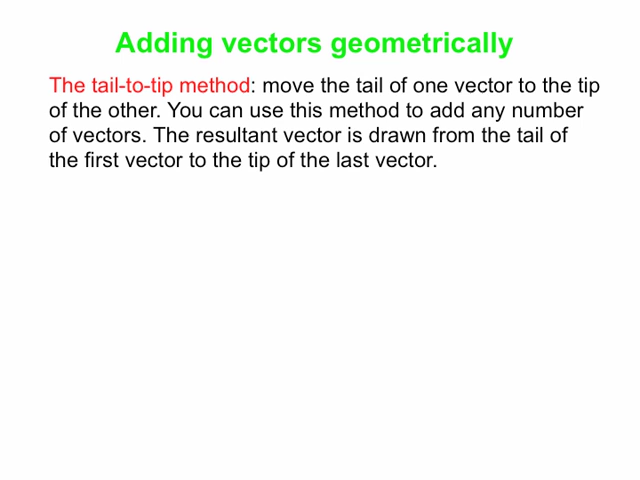 Adding vectors geometrically
The tail-to-tip method: move the tail of one vector to the tip
of the other. You can use this method to add any number
of vectors. The resultant vector is drawn from the tail of
the first vector to the tip of the last vector.